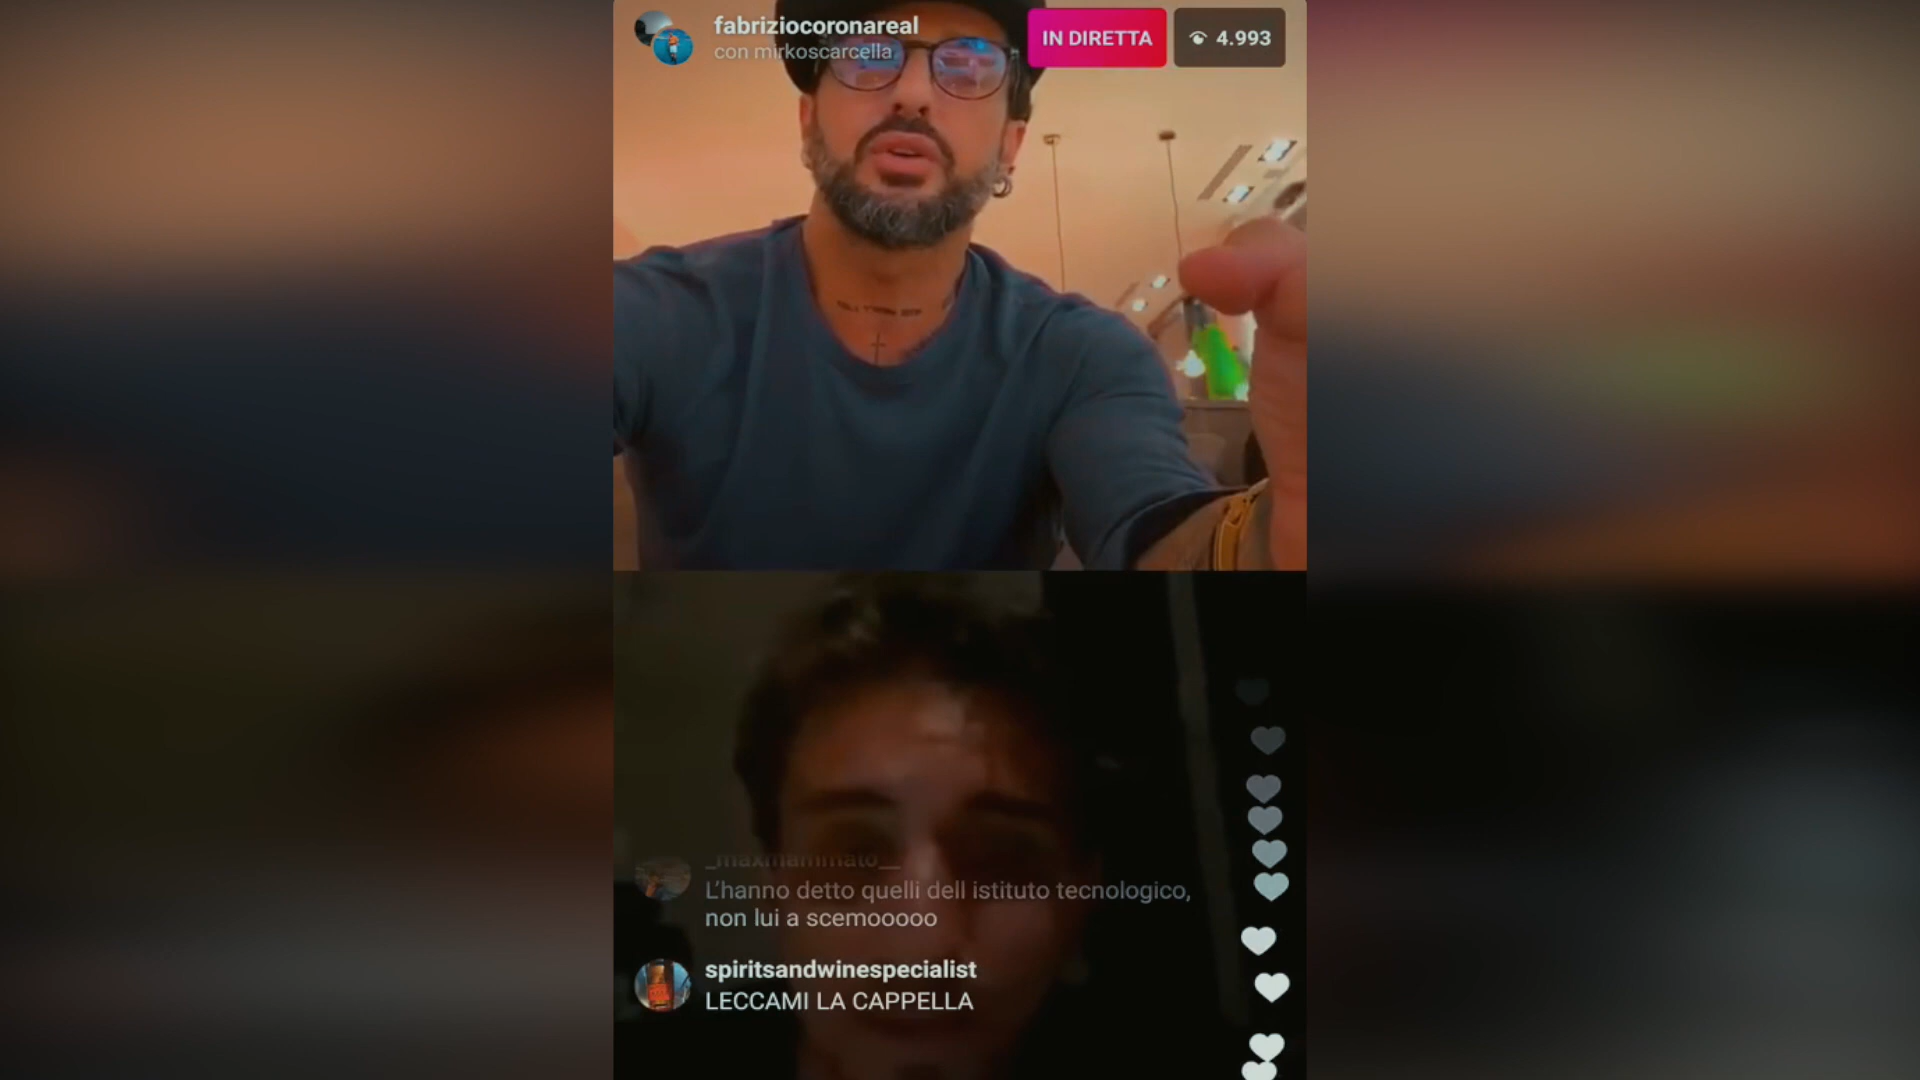 fabriziocoronareal
con mirkoscarcella
IN DIRETTA
4.993
_maxmammato__
L'hanno detto quelli dell istituto tecnologico,
non lui a scemooooo
spiritsandwinespecialist
LECCAMI LA CAPPELLA